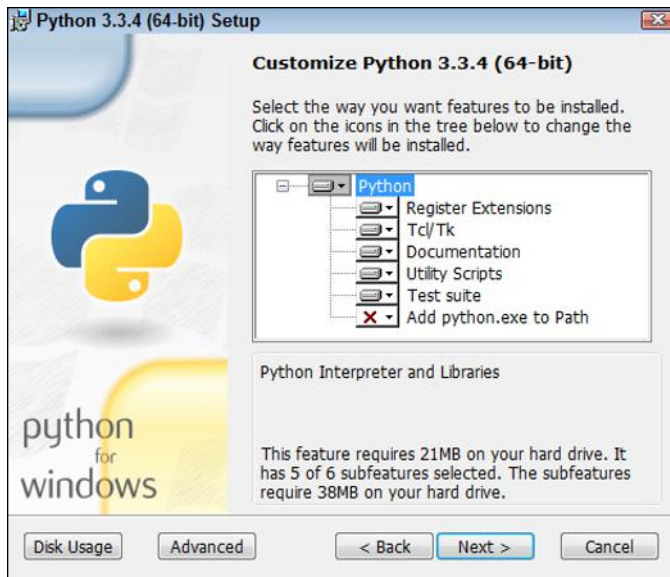 Python 3.3.4 (64-bit) Setup
Customize Python 3.3.4 (64-bit)
Select the way you want features to be installed.
Click on the icons in the tree below to change the
way features will be installed.
Python
Register Extensions
Tcl/Tk
Documentation
Utility Scripts
Test suite
Add python.exe to Path
Python Interpreter and Libraries
This feature requires 21MB on your hard drive. It
has 5 of 6 subfeatures selected. The subfeatures
require 38MB on your hard drive.
python
for
windows
Disk Usage
Advanced
< Back
Next >
Cancel